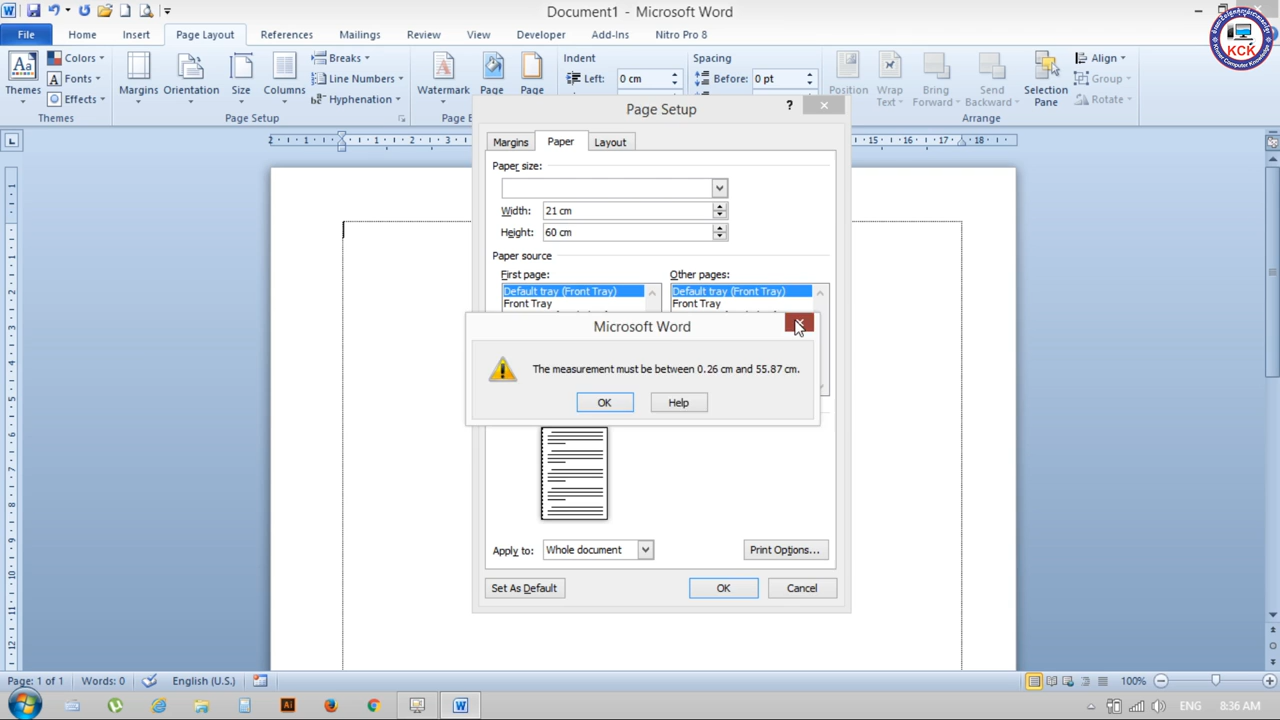 Document1 - Microsoft Word
File Home Insert Page Layout References Mailings Review View Developer Add-Ins Nitro Pro 8
KCK
Themes
Colors
Fonts
Effects
Themes
Margins
Orientation
Size
Columns
Breaks
Line Numbers
Hyphenation
Page Setup
Watermark
Page
Page
Page B
Indent
Left: 0 cm
Spacing
Before: 0 pt
Position
Wrap Text
Bring Forward
Send Backward
Selection Pane
Align
Group
Rotate
Arrange
Page Setup
?
Margins Paper Layout
Paper size:
Width: 21 cm
Height: 60 cm
Paper source
First page:
Default tray (Front Tray)
Front Tray
Other pages:
Default tray (Front Tray)
Front Tray
Microsoft Word
The measurement must be between 0.26 cm and 55.87 cm.
OK Help
Apply to: Whole document
Print Options...
Set As Default OK Cancel
Page: 1 of 1 Words: 0 English (U.S.) 100%
Ai W ENG 8:36 AM